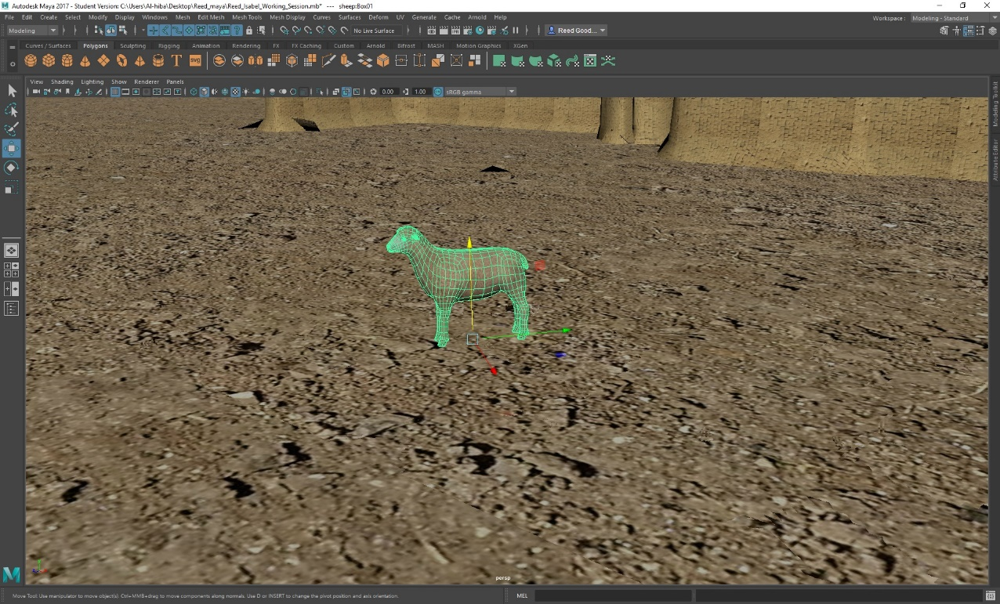 Autodesk Maya 2017 - Student Version: C:\Users\Al-hiba\Desktop\Reed_maya\Reed_Isabel_Working_Session.mb* --- sheep:Box01
File Edit Create Select Modify Display Windows Mesh Edit Mesh Mesh Tools Mesh Display Curves Surfaces Deform UV Generate Cache Arnold Help Workspace : Modeling - Standard
Modeling No Live Surface Reed Good...
Curves / Surfaces Polygons Sculpting Rigging Animation Rendering FX FX Caching Custom Arnold Bifrost MASH Motion Graphics XGen
T SVG
View Shading Lighting Show Renderer Panels
0.00 1.00 sRGB gamma
Modeling Toolkit
Attribute Editor
persp
Move Tool: Use manipulator to move object(s). Ctrl+MMB+drag to move components along normals. Use D or INSERT to change the pivot position and axis orientation. MEL